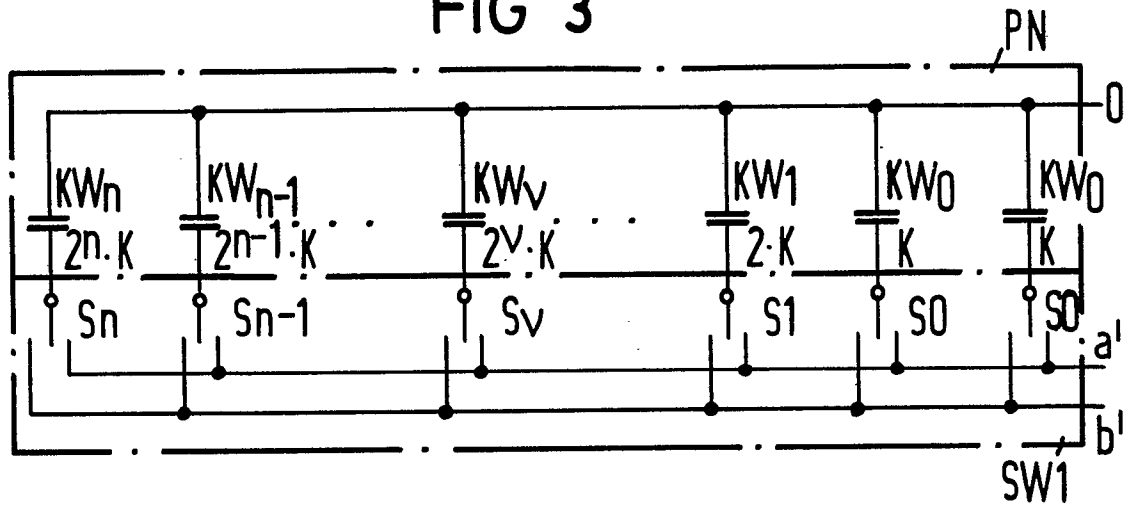 FIG 3
PN
0
KWn KWn-1 KWν KW1 KW0 KW0
2ⁿ·K 2ⁿ⁻¹·K 2ᵛ·K 2·K K K
Sn Sn-1 Sν S1 S0 S0
a'
b'
SW1